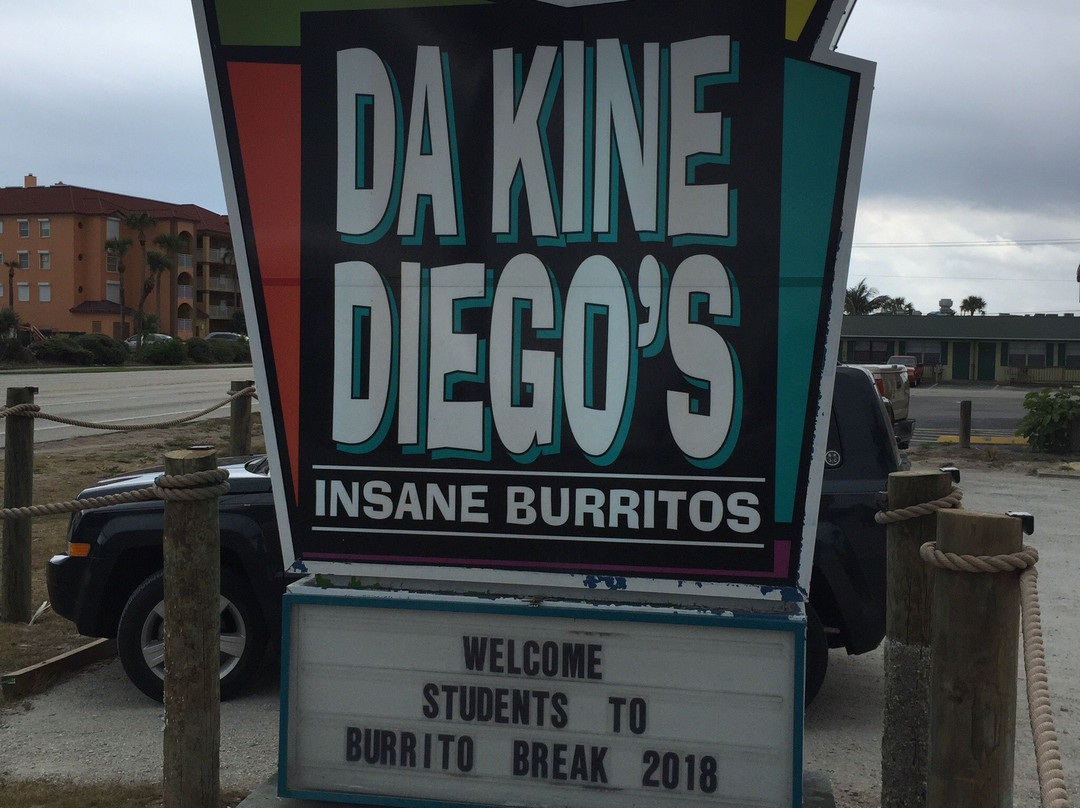 DA KINE
DIEGO'S
INSANE BURRITOS
WELCOME
STUDENTS TO
BURRITO BREAK 2018